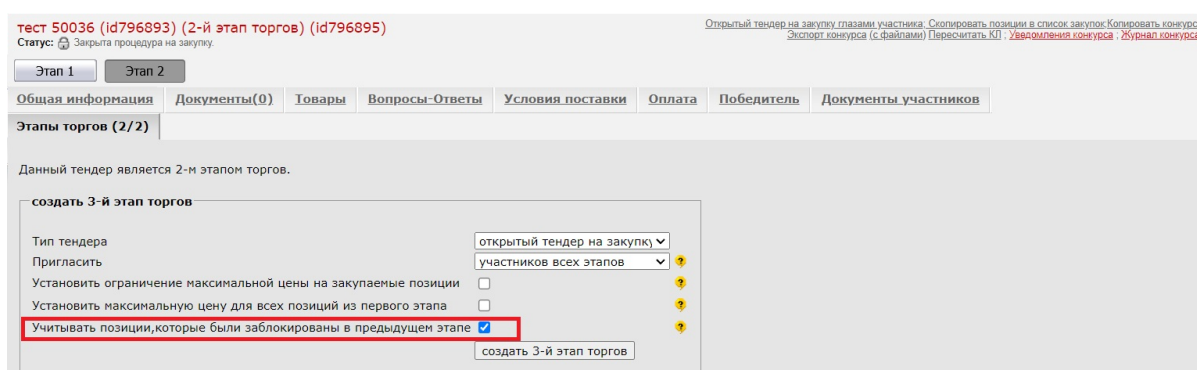 тест 50036 (id796893) (2-й этап торгов) (id796895)
Открытый тендер на закупку глазами участника; Скопировать позиции в список закупок;Копировать конкурс
Статус: Закрыта процедура на закупку.
Экспорт конкурса (с файлами) Пересчитать КЛ ; Уведомления конкурса ; Журнал конкурса
Этап 1 Этап 2
Общая информация Документы(0) Товары Вопросы-Ответы Условия поставки Оплата Победитель Документы участников
Этапы торгов (2/2)
Данный тендер является 2-м этапом торгов.
создать 3-й этап торгов
Тип тендера открытый тендер на закупку
Пригласить участников всех этапов ?
Установить ограничение максимальной цены на закупаемые позиции ?
Установить максимальную цену для всех позиций из первого этапа ?
Учитывать позиции,которые были заблокированы в предыдущем этапе ?
создать 3-й этап торгов